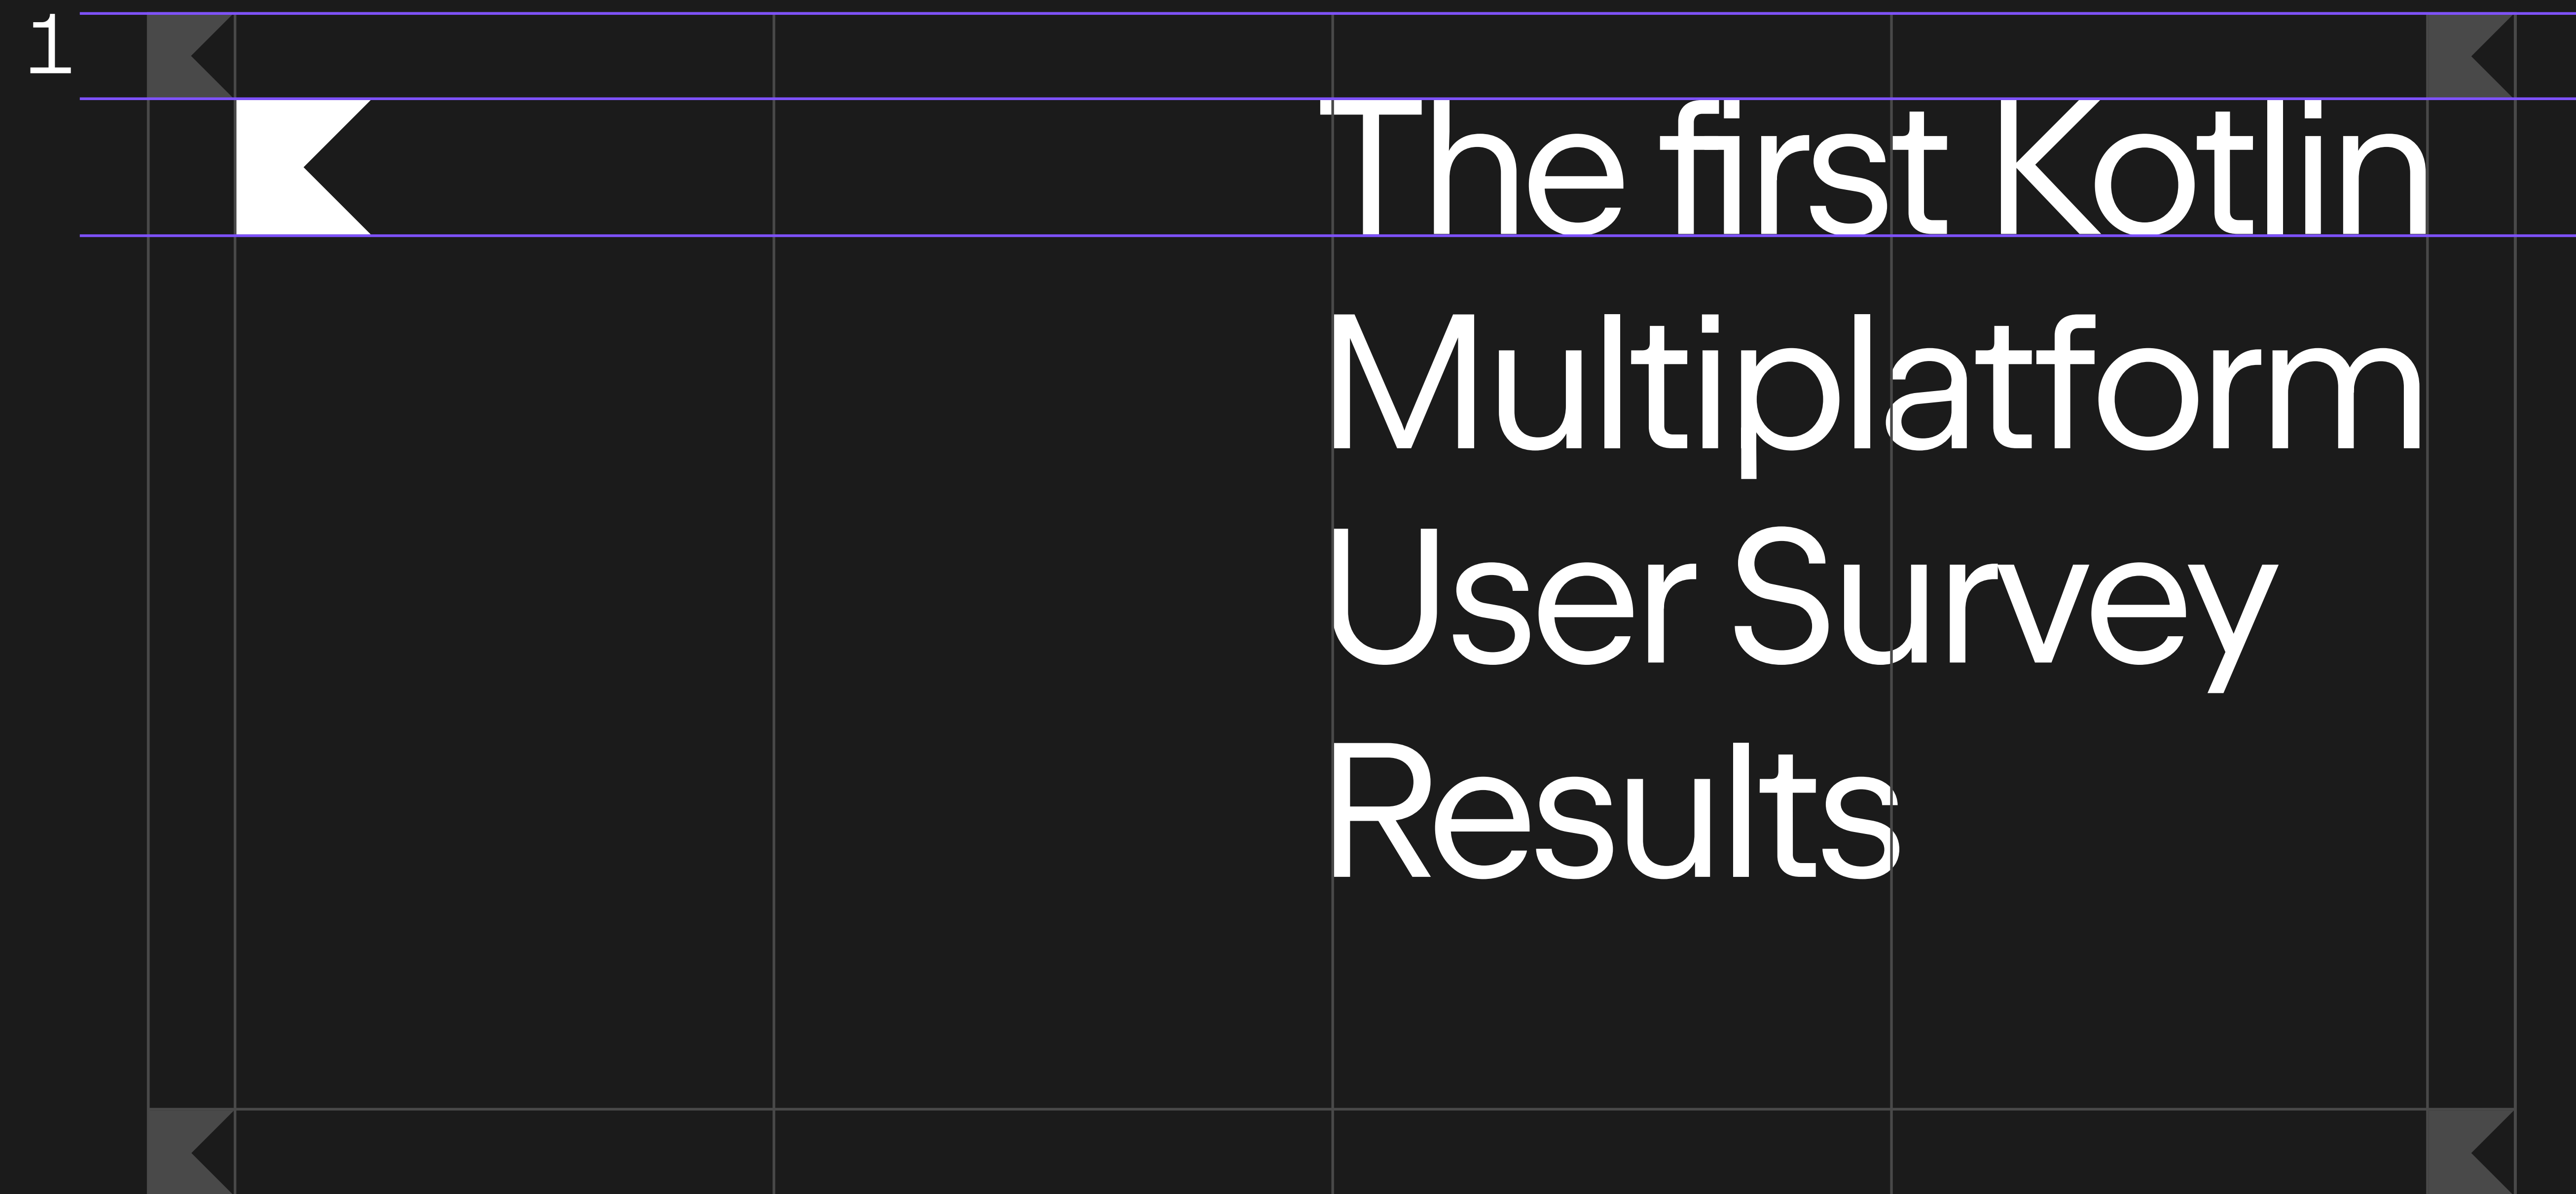 1
The first Kotlin
Multiplatform
User Survey
Results